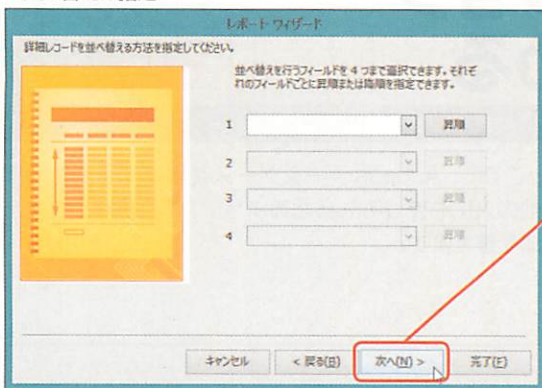 レポート ウィザード
詳細レコードを並べ替える方法を指定してください。
並べ替えを行うフィールドを 4 つまで選択できます。それぞ
れのフィールドごとに昇順または降順を指定できます。
1 昇順
2 昇順
3 昇順
4 昇順
キャンセル < 戻る(B) 次へ(N) > 完了(F)